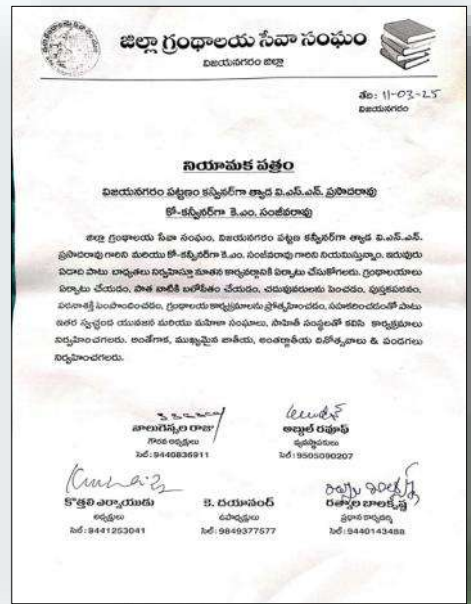 జిల్లా గ్రంథాలయ సేవా సంఘం
విజయనగరం జిల్లా
తేది: 11-03-25
విజయనగరం
నియామక పత్రం
విజయనగరం పట్టణం కన్వీనర్‌గా త్యాడ వి.ఎస్.ఎన్. ప్రసాదరావు
కో-కన్వీనర్‌గా కె.ఎం. సంజీవరావు
జిల్లా గ్రంథాలయ సేవా సంఘం, విజయనగరం పట్టణ కన్వీనర్‌గా త్యాడ వి.ఎస్.ఎన్.
ప్రసాదరావు గారిని మరియు కో-కన్వీనర్‌గా కె.ఎం. సంజీవరావు గారిని నియమిస్తున్నాం. ఇరువురు
ఏడాది పాటు బాధ్యతలు నిర్వహిస్తూ నూతన కార్యవర్గానికి ఏర్పాటు చేసుకోగలరు. గ్రంథాలయాలు
ఏర్పాటు చేయడం, పాత వాటికి బలోపేతం చేయడం, చదువువరులను పెంచడం, పుస్తకపఠనం,
పఠనాశక్తి పెంపొందించడం, గ్రంథాలయ కార్యక్రమాలను ప్రోత్సహించడం, సహకరించడంతో పాటు
ఇతర స్వచ్ఛంద యువజన మరియు మహిళా సంఘాలు, సాహితీ సంస్థలతో కలిసి కార్యక్రమాలు
నిర్వహించగలరు. అంతేగాక, ముఖ్యమైన జాతీయ, అంతర్జాతీయ దినోత్సవాలు & పండగలు
నిర్వహించగలరు.
నాలుగెస్సల రాజు
గౌరవ అధ్యక్షులు
సెల్: 9440836911
అబ్దుల్ రవూఫ్
వ్యవస్థాపకులు
సెల్: 9505090207
కొత్తలి ఎర్నాయుడు
అధ్యక్షులు
సెల్: 9441253041
కె. దయానంద్
ఉపాధ్యక్షులు
సెల్: 9849377577
రత్నాల బాలకృష్ణ
ప్రధాన కార్యదర్శి
సెల్: 9440143488